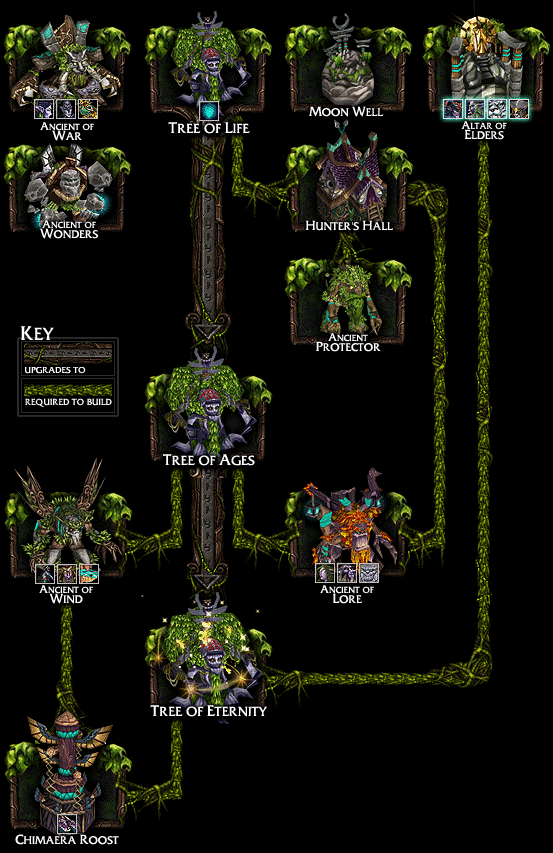 Ancient of
War
Tree of Life
Moon Well
Altar of
Elders
Ancient of
Wonders
Hunter's Hall
Ancient
Protector
Key
upgrades to
required to build
Tree of Ages
Ancient of
Wind
Ancient of
Lore
Tree of Eternity
Chimaera Roost